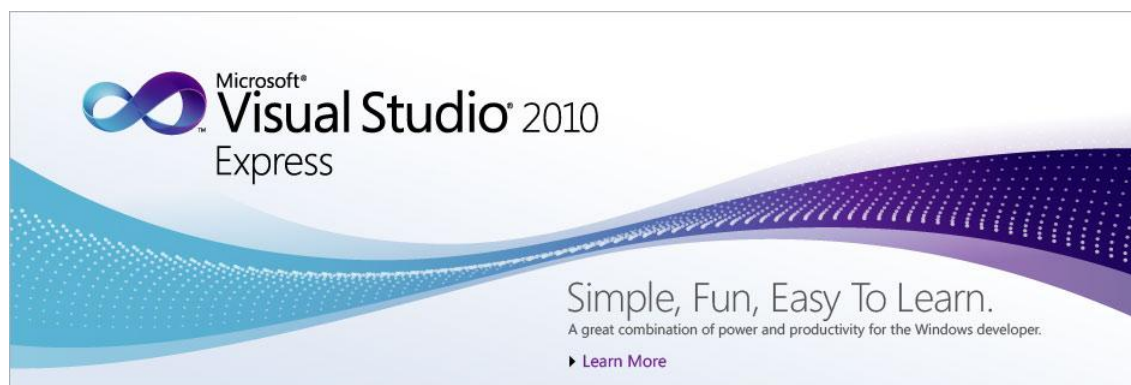 Microsoft®
Visual Studio® 2010
Express
™
Simple, Fun, Easy To Learn.
A great combination of power and productivity for the Windows developer.
Learn More